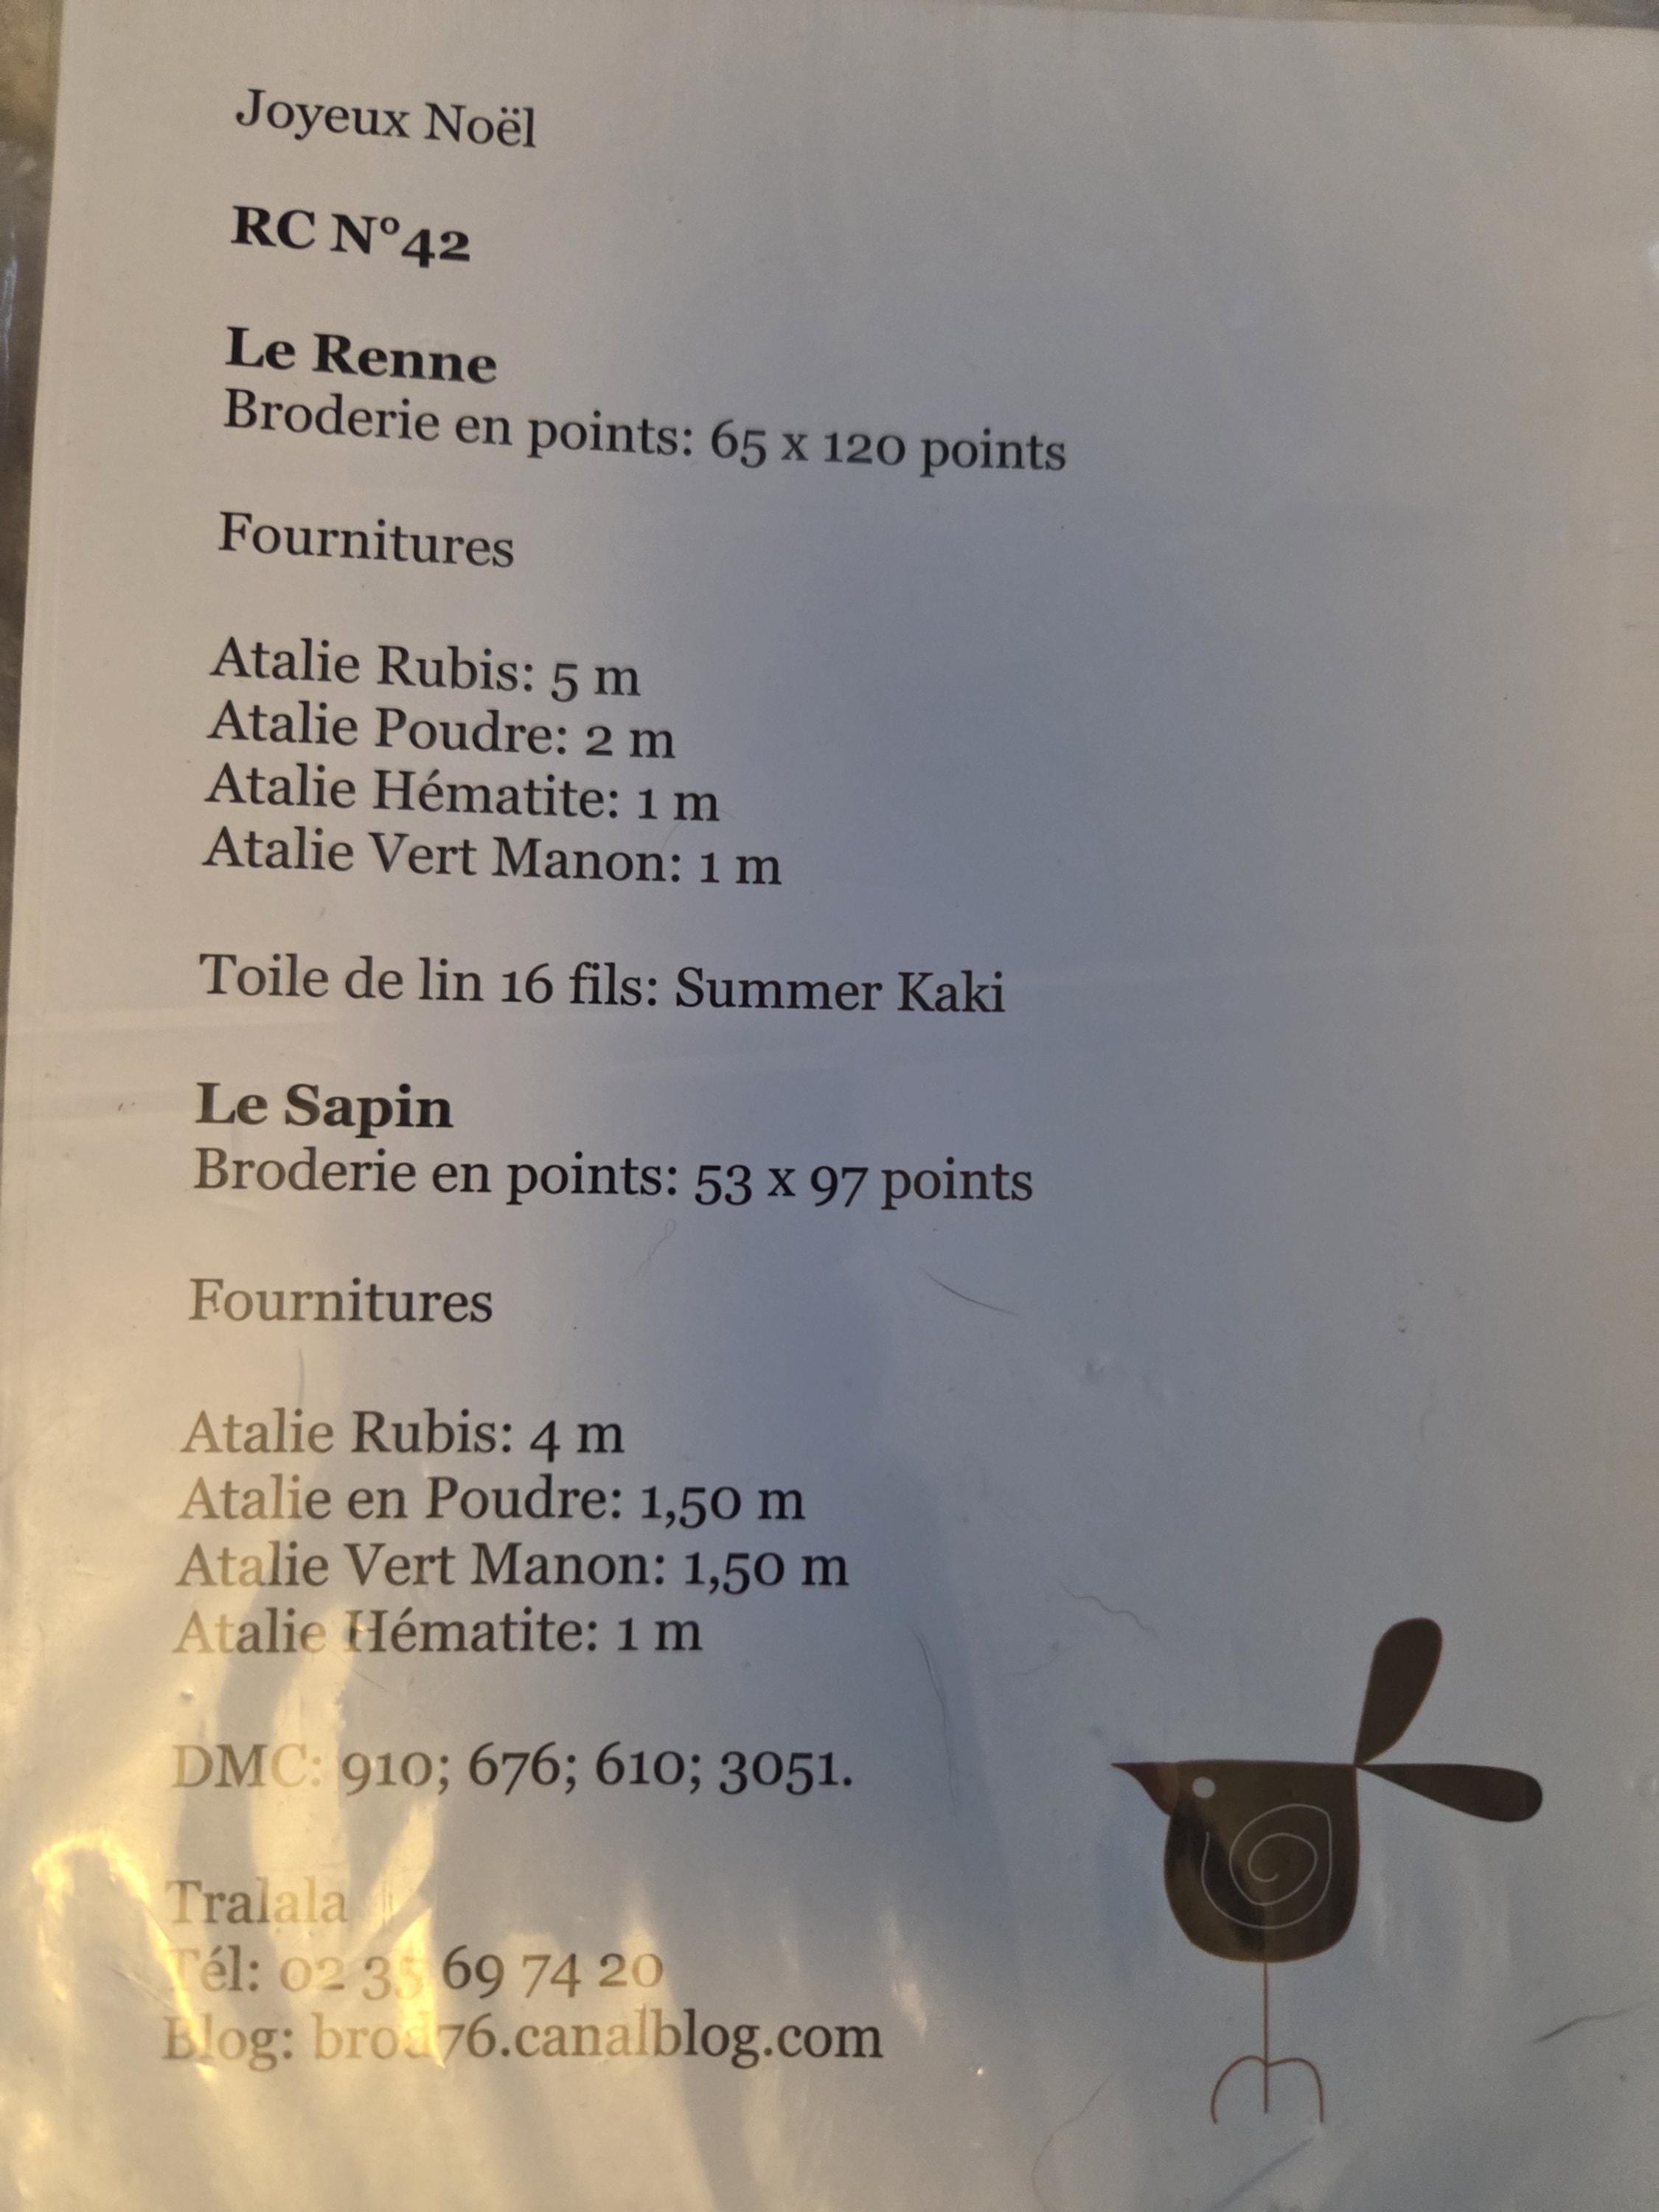 Joyeux Noël
RC N°42
Le Renne
Broderie en points: 65 x 120 points
Fournitures
Atalie Rubis: 5 m
Atalie Poudre: 2 m
Atalie Hématite: 1 m
Atalie Vert Manon: 1 m
Toile de lin 16 fils: Summer Kaki
Le Sapin
Broderie en points: 53 x 97 points
Fournitures
Atalie Rubis: 4 m
Atalie en Poudre: 1,50 m
Atalie Vert Manon: 1,50 m
Atalie Hématite: 1 m
DMC: 910; 676; 610; 3051.
Tralala
Tél: 02 35 69 74 20
Blog: brod76.canalblog.com